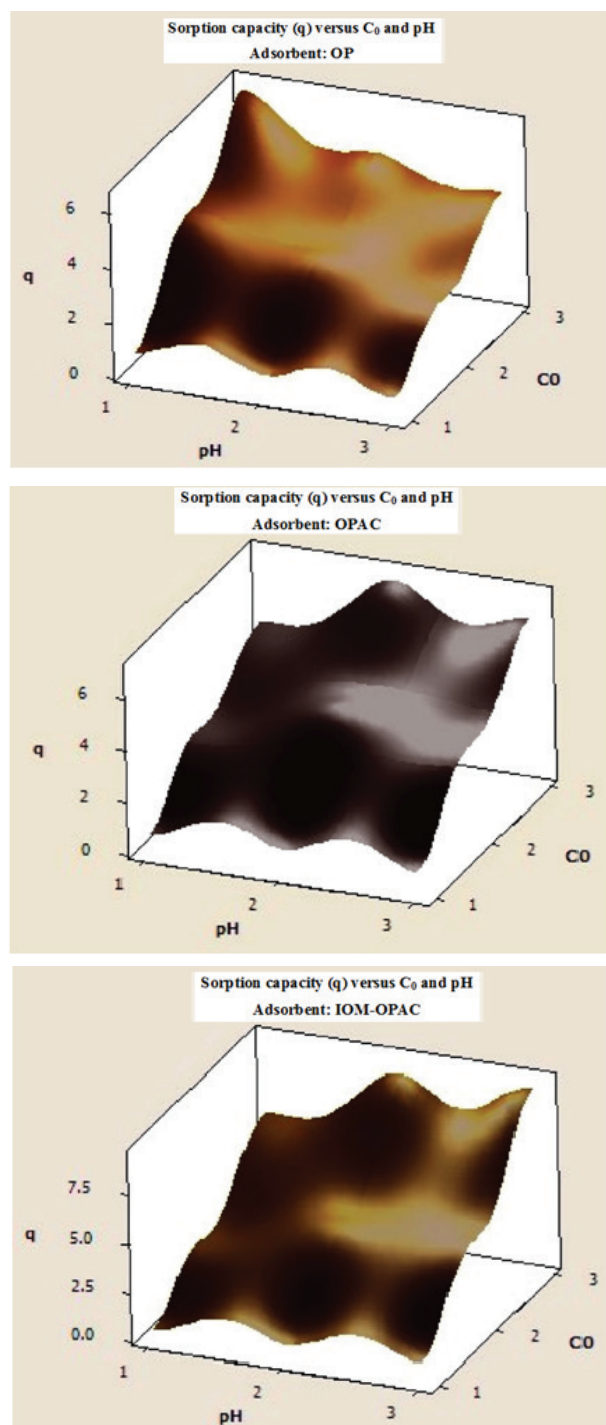 Sorption capacity (q) versus C₀ and pH
Adsorbent: OP
6
4
q
2
0
1
2
3
pH
1
2
3
C0
Sorption capacity (q) versus C₀ and pH
Adsorbent: OPAC
6
4
q
2
0
1
2
3
pH
1
2
3
C0
Sorption capacity (q) versus C₀ and pH
Adsorbent: IOM-OPAC
7.5
5.0
q
2.5
0.0
1
2
3
pH
1
2
3
C0